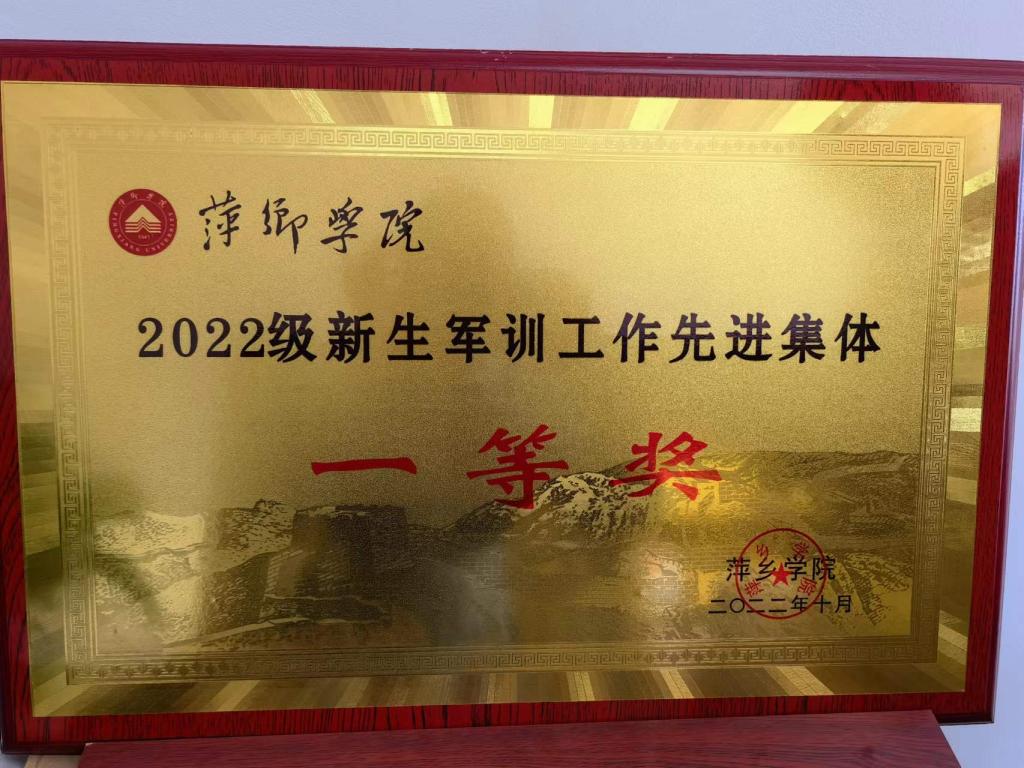 萍鄉学院
2022级新生军训工作先进集体
一等奖
萍乡学院
二〇二二年十月